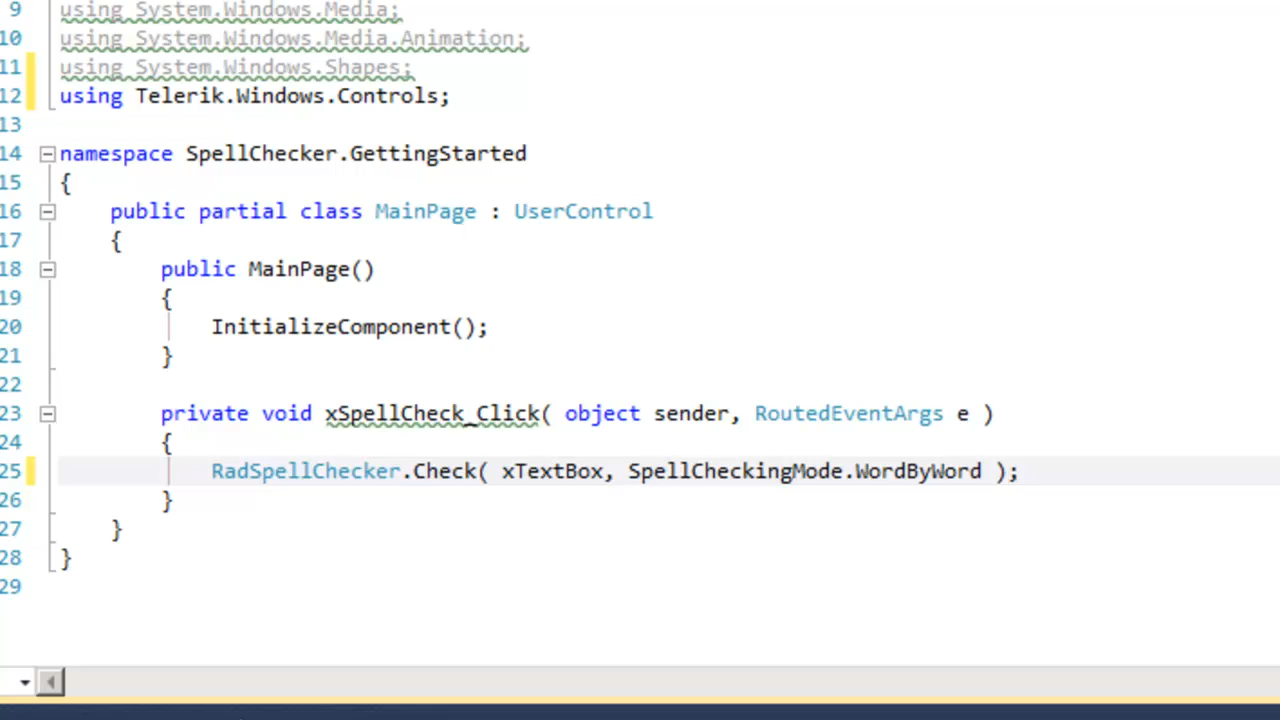 9 using System.Windows.Media;
10 using System.Windows.Media.Animation;
11 using System.Windows.Shapes;
12 using Telerik.Windows.Controls;
13
14 namespace SpellChecker.GettingStarted
15 {
16 public partial class MainPage : UserControl
17 {
18 public MainPage()
19 {
20 InitializeComponent();
21 }
22
23 private void xSpellCheck_Click( object sender, RoutedEventArgs e )
24 {
25 RadSpellChecker.Check( xTextBox, SpellCheckingMode.WordByWord );
26 }
27 }
28 }
29